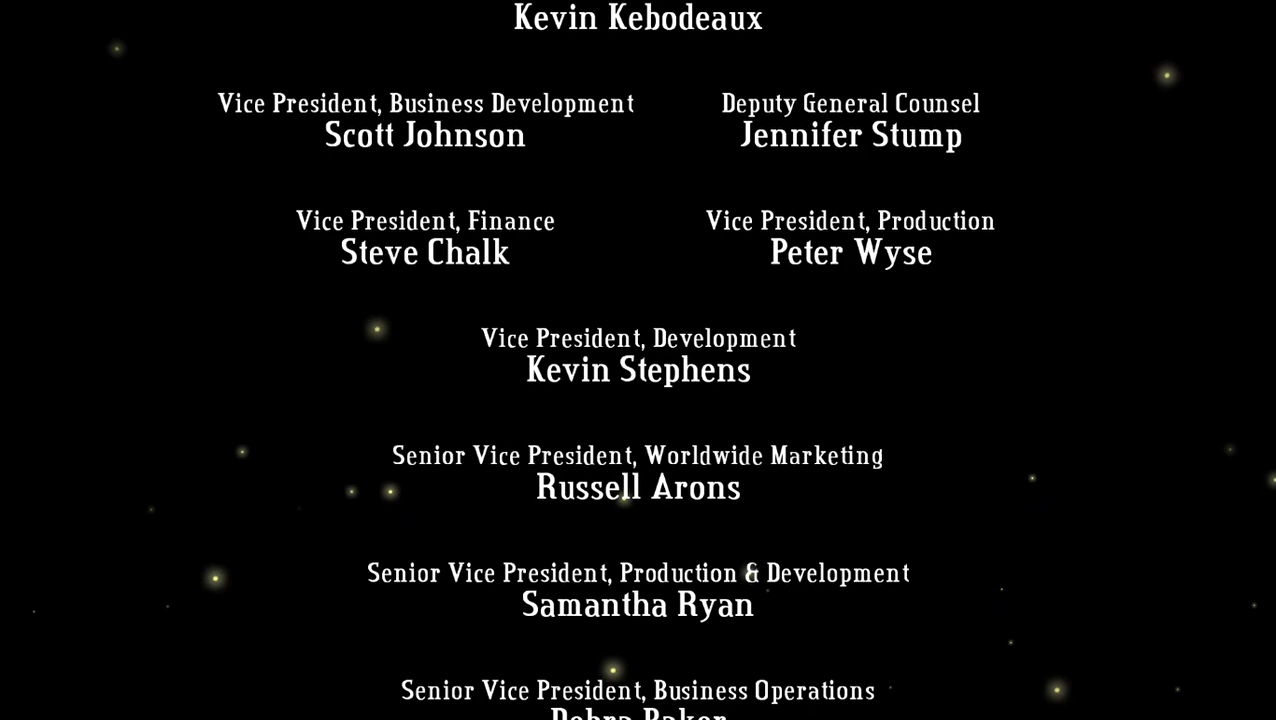 Kevin Kebodeaux
Vice President, Business Development
Scott Johnson
Deputy General Counsel
Jennifer Stump
Vice President, Finance
Steve Chalk
Vice President, Production
Peter Wyse
Vice President, Development
Kevin Stephens
Senior Vice President, Worldwide Marketing
Russell Arons
Senior Vice President, Production & Development
Samantha Ryan
Senior Vice President, Business Operations
Debra Baker